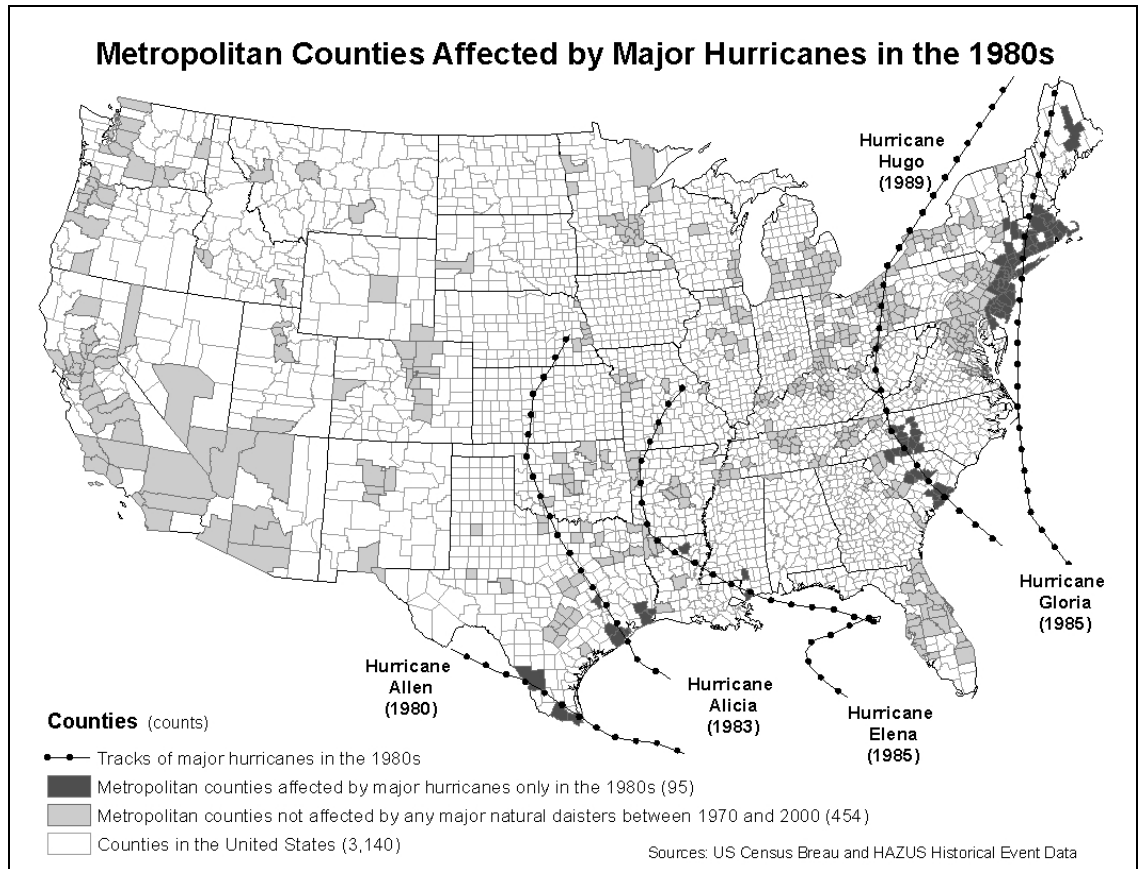 Metropolitan Counties Affected by Major Hurricanes in the 1980s
Hurricane
Hugo
(1989)
Hurricane
Gloria
(1985)
Hurricane
Allen
(1980)
Hurricane
Alicia
(1983)
Hurricane
Elena
(1985)
Counties (counts)
Tracks of major hurricanes in the 1980s
Metropolitan counties affected by major hurricanes only in the 1980s (95)
Metropolitan counties not affected by any major natural daisters between 1970 and 2000 (454)
Counties in the United States (3,140)
Sources: US Census Breau and HAZUS Historical Event Data